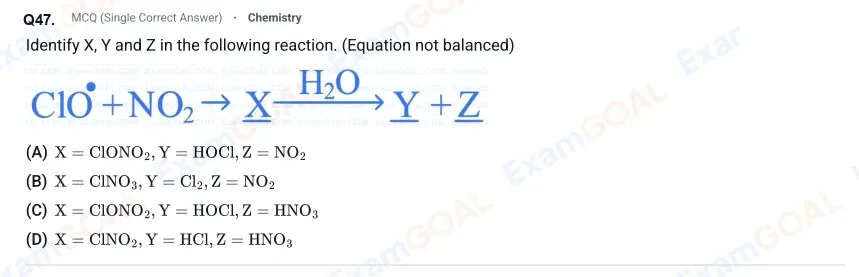 Q47. MCQ (Single Correct Answer) · Chemistry
Identify X, Y and Z in the following reaction. (Equation not balanced)
ClO• + NO₂ → X —H₂O→ Y + Z
(A) X = ClONO₂, Y = HOCl, Z = NO₂
(B) X = ClNO₃, Y = Cl₂, Z = NO₂
(C) X = ClONO₂, Y = HOCl, Z = HNO₃
(D) X = ClNO₂, Y = HCl, Z = HNO₃
ExamGOAL